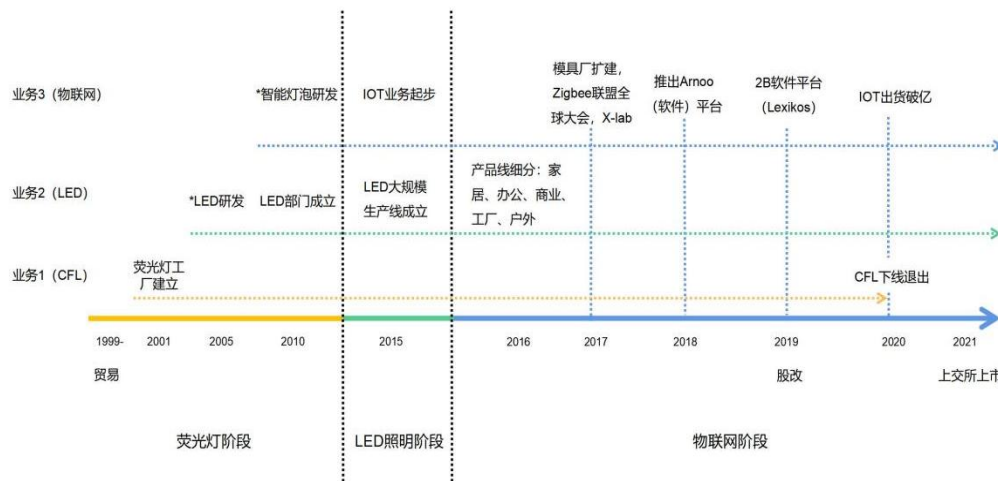 模具厂扩建，
Zigbee联盟全
球大会，X-lab
推出Arnoo
（软件）平台
2B软件平台
（Lexikos）
业务3（物联网）
*智能灯泡研发
IOT业务起步
IOT出货破亿
业务2（LED）
*LED研发
LED部门成立
LED大规模
生产线成立
产品线细分：家
居、办公、商业、
工厂、户外
业务1（CFL）
荧光灯工
厂建立
CFL下线退出
1999-
2001
2005
2010
2015
2016
2017
2018
2019
2020
2021
贸易
股改
上交所上市
荧光灯阶段
LED照明阶段
物联网阶段